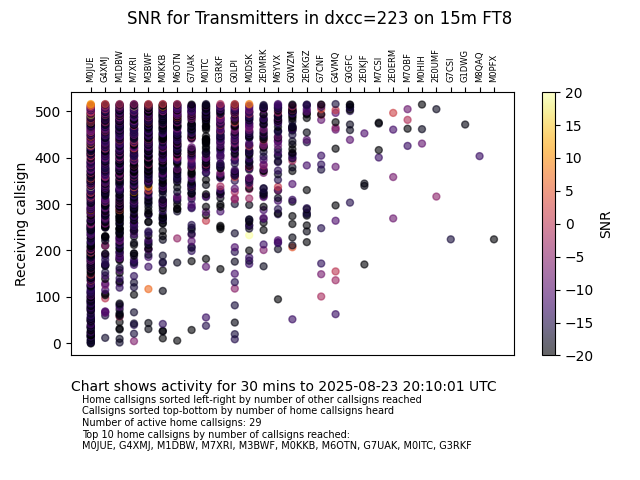 SNR for Transmitters in dxcc=223 on 15m FT8
M0JUE G4XMJ M1DBW M7XRI M3BWF M0KKB M6OTN G7UAK M0ITC G3RKF G0LPI M0DSK 2E0MRK M6YVX G0WZM 2E0KGZ G7CNF G4VMQ G0GFC 2E0KJF M7CSI 2E0ERM M7OBF M0HIH 2E0UMF G7CSI G1DWG M8QAQ M0PFX
500
400
300
200
100
0
Receiving callsign
20
15
10
5
0
−5
−10
−15
−20
SNR
Chart shows activity for 30 mins to 2025-08-23 20:10:01 UTC
Home callsigns sorted left-right by number of other callsigns reached
Callsigns sorted top-bottom by number of home callsigns heard
Number of active home callsigns: 29
Top 10 home callsigns by number of callsigns reached:
M0JUE, G4XMJ, M1DBW, M7XRI, M3BWF, M0KKB, M6OTN, G7UAK, M0ITC, G3RKF